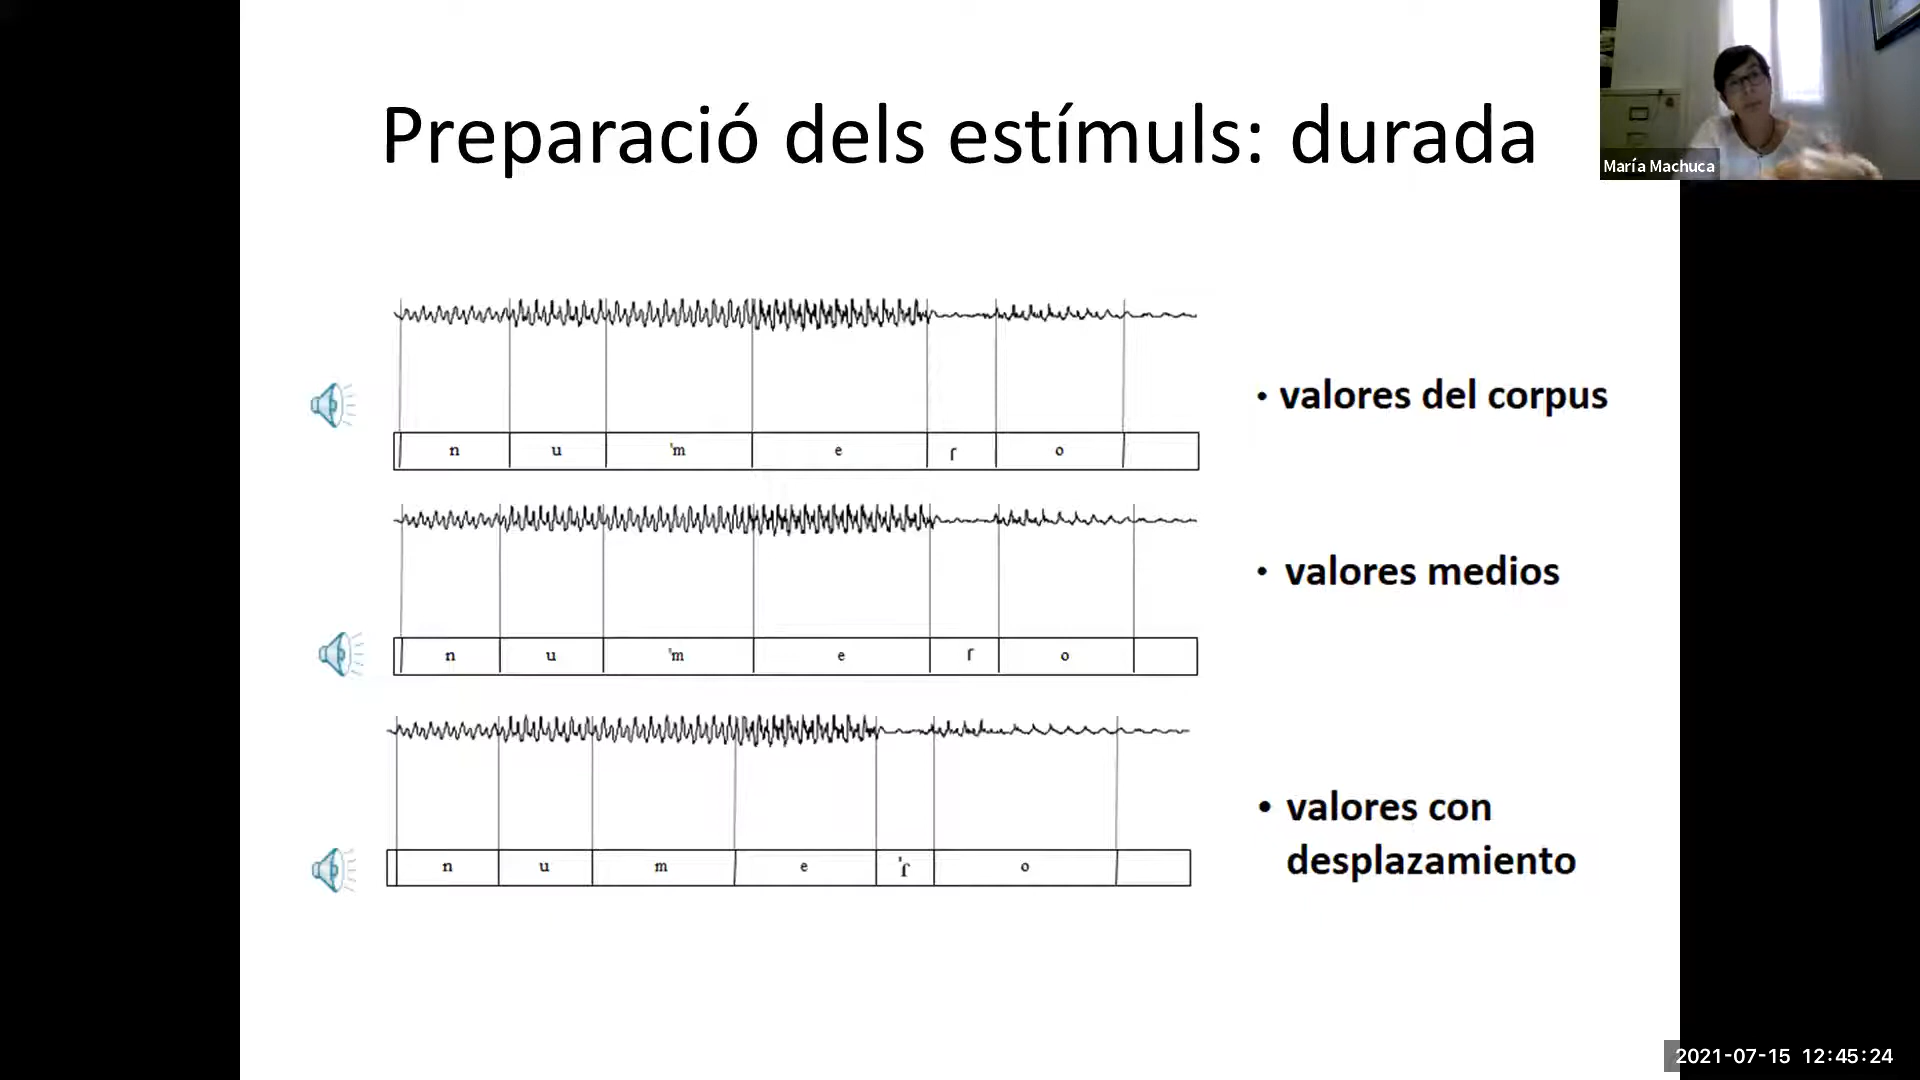 Preparació dels estímuls: durada
María Machuca
n u 'm e ɾ o
• valores del corpus
n u 'm e ɾ o
• valores medios
n u m e 'ɾ o
• valores con
desplazamiento
2021-07-15 12:45:24